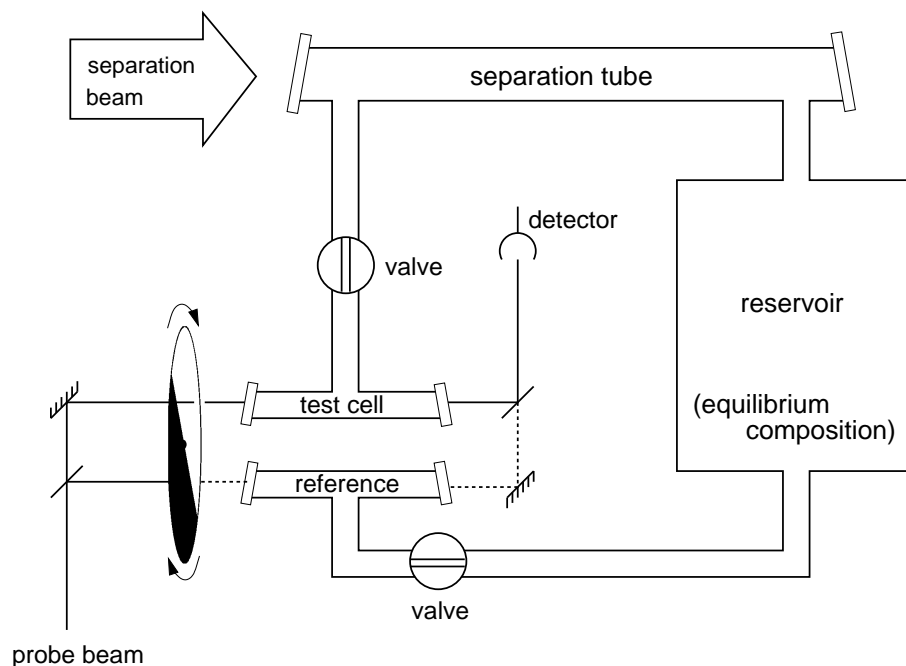 separation
beam
separation tube
detector
valve
reservoir
test cell
(equilibrium
composition)
reference
valve
probe beam